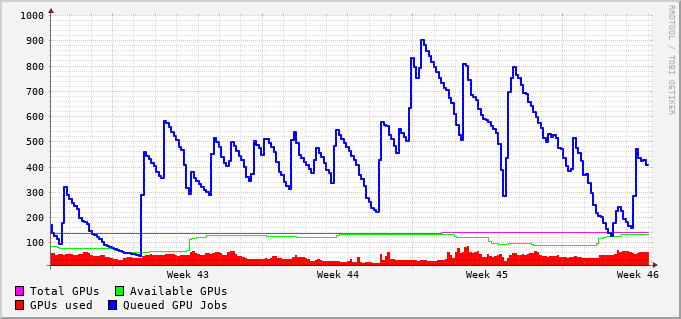 1000
900
800
700
600
500
400
300
200
100
Week 43 Week 44 Week 45 Week 46
Total GPUs Available GPUs
GPUs used Queued GPU Jobs
RRDTOOL / TOBI OETIKER